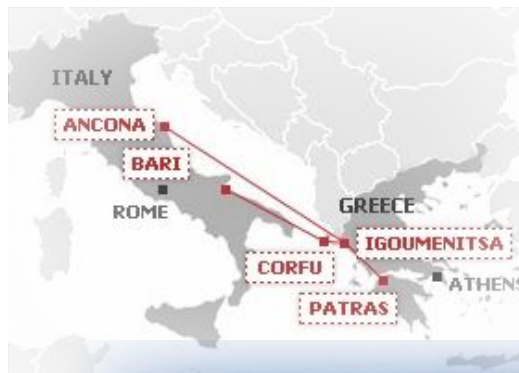 ITALY
ANCONA
BARI
ROME
GREECE
IGOUMENITSA
CORFU
ATHENS
PATRAS